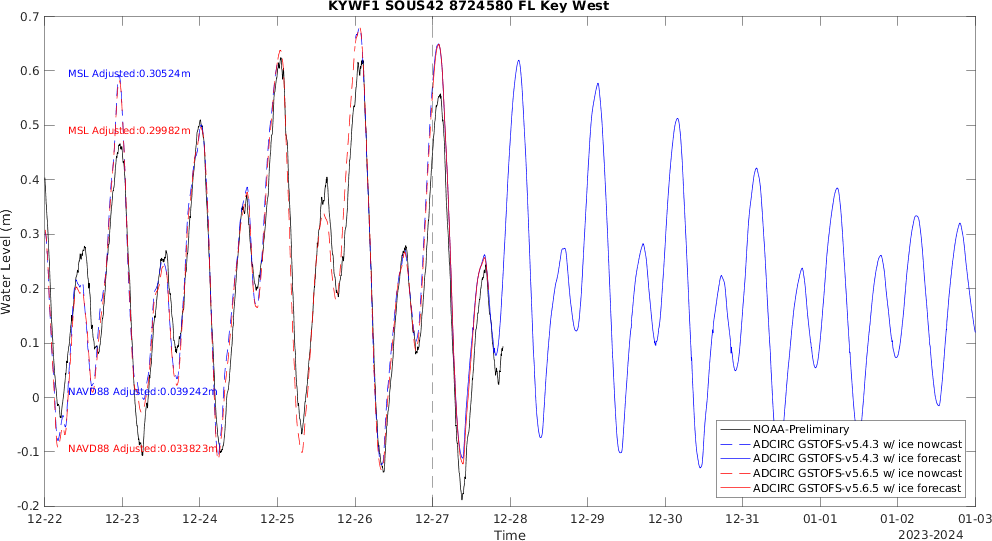 KYWF1 SOUS42 8724580 FL Key West
0.7
0.6
0.5
0.4
0.3
0.2
0.1
0
-0.1
-0.2
Water Level (m)
MSL Adjusted:0.30524m
MSL Adjusted:0.29982m
NAVD88 Adjusted:0.039242m
NAVD88 Adjusted:0.033823m
NOAA-Preliminary
ADCIRC GSTOFS-v5.4.3 w/ ice nowcast
ADCIRC GSTOFS-v5.4.3 w/ ice forecast
ADCIRC GSTOFS-v5.6.5 w/ ice nowcast
ADCIRC GSTOFS-v5.6.5 w/ ice forecast
12-22 12-23 12-24 12-25 12-26 12-27 12-28 12-29 12-30 12-31 01-01 01-02 01-03
Time
2023-2024